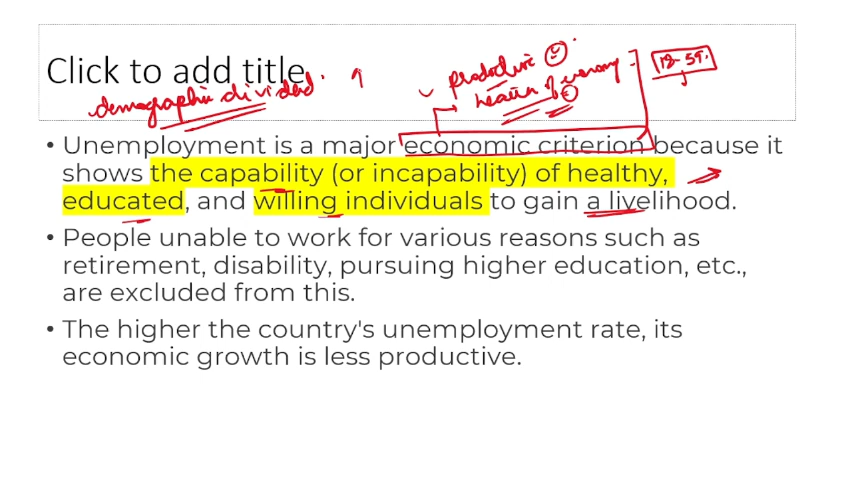 Click to add title
demographic divided
productive
health of economy
18-59.
• Unemployment is a major economic criterion because it
shows the capability (or incapability) of healthy,
educated, and willing individuals to gain a livelihood.
• People unable to work for various reasons such as
retirement, disability, pursuing higher education, etc.,
are excluded from this.
• The higher the country's unemployment rate, its
economic growth is less productive.